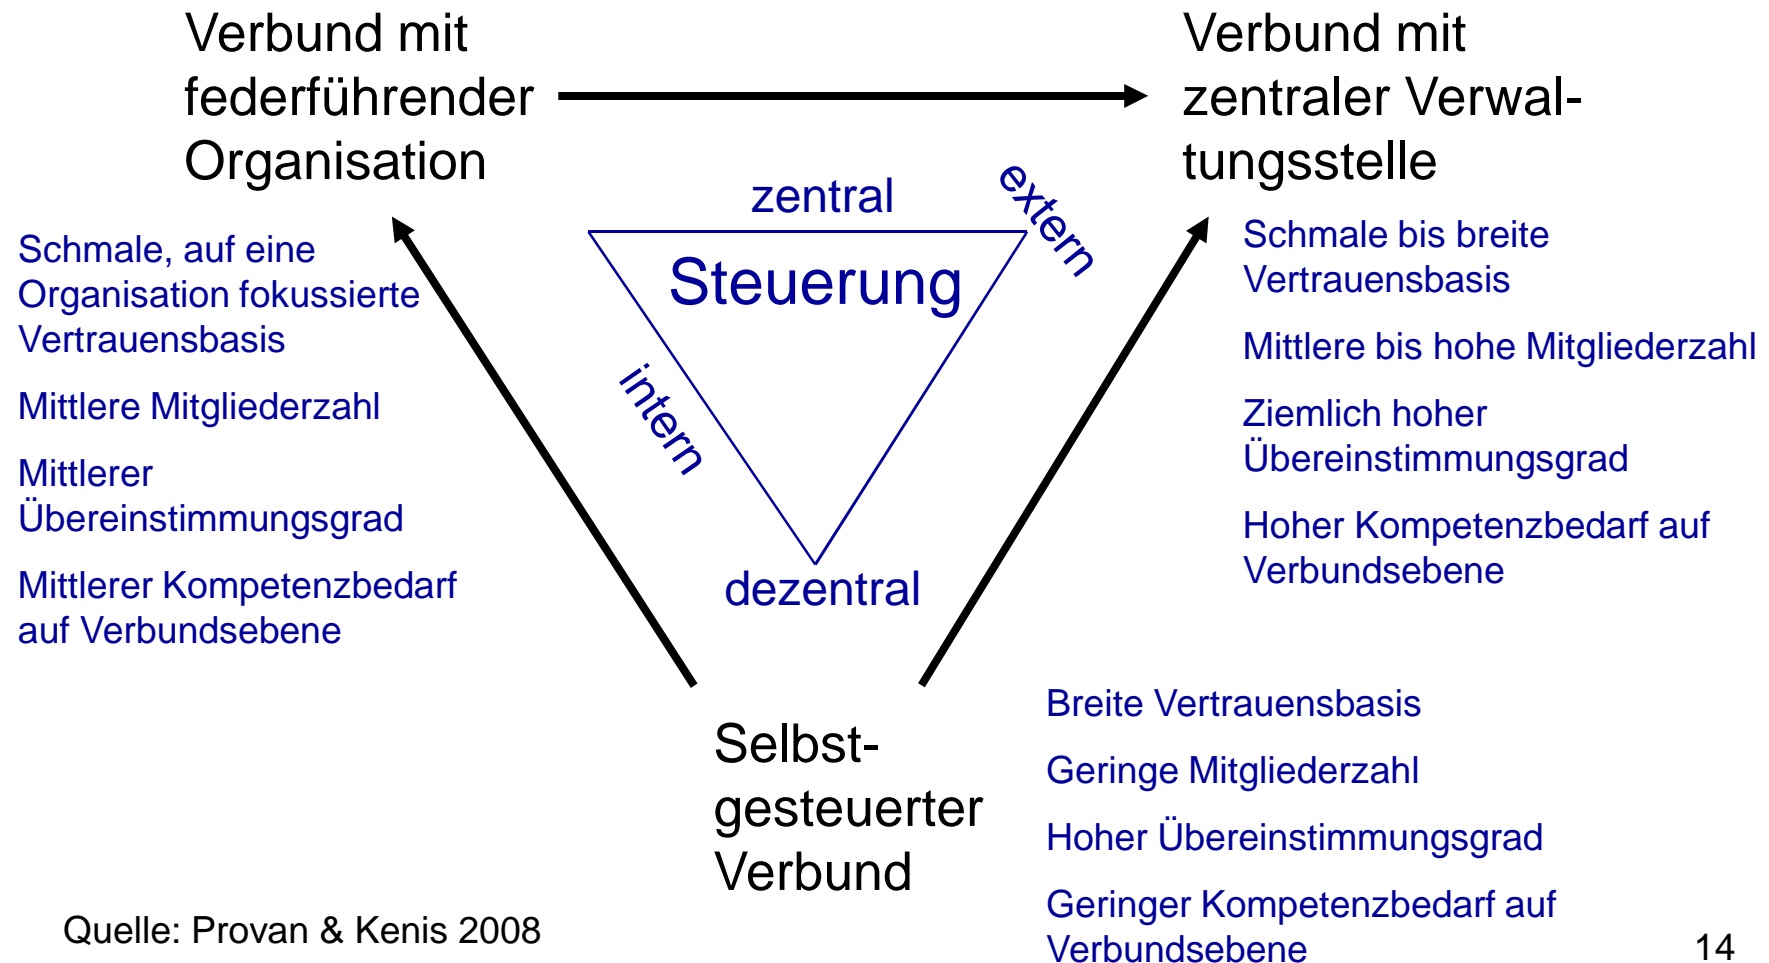 Verbund mit
federführender
Organisation
Verbund mit
zentraler Verwal-
tungsstelle
zentral
extern
Steuerung
intern
dezentral
Schmale, auf eine
Organisation fokussierte
Vertrauensbasis
Mittlere Mitgliederzahl
Mittlerer
Übereinstimmungsgrad
Mittlerer Kompetenzbedarf
auf Verbundsebene
Schmale bis breite
Vertrauensbasis
Mittlere bis hohe Mitgliederzahl
Ziemlich hoher
Übereinstimmungsgrad
Hoher Kompetenzbedarf auf
Verbundsebene
Selbst-
gesteuerter
Verbund
Breite Vertrauensbasis
Geringe Mitgliederzahl
Hoher Übereinstimmungsgrad
Geringer Kompetenzbedarf auf
Verbundsebene
Quelle: Provan & Kenis 2008
14